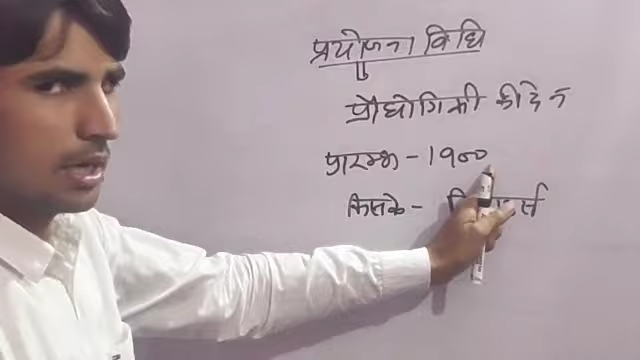 प्रयोजना विधि
प्रौधोगिकी की देन
प्रारम्भ - 1900
किसके -